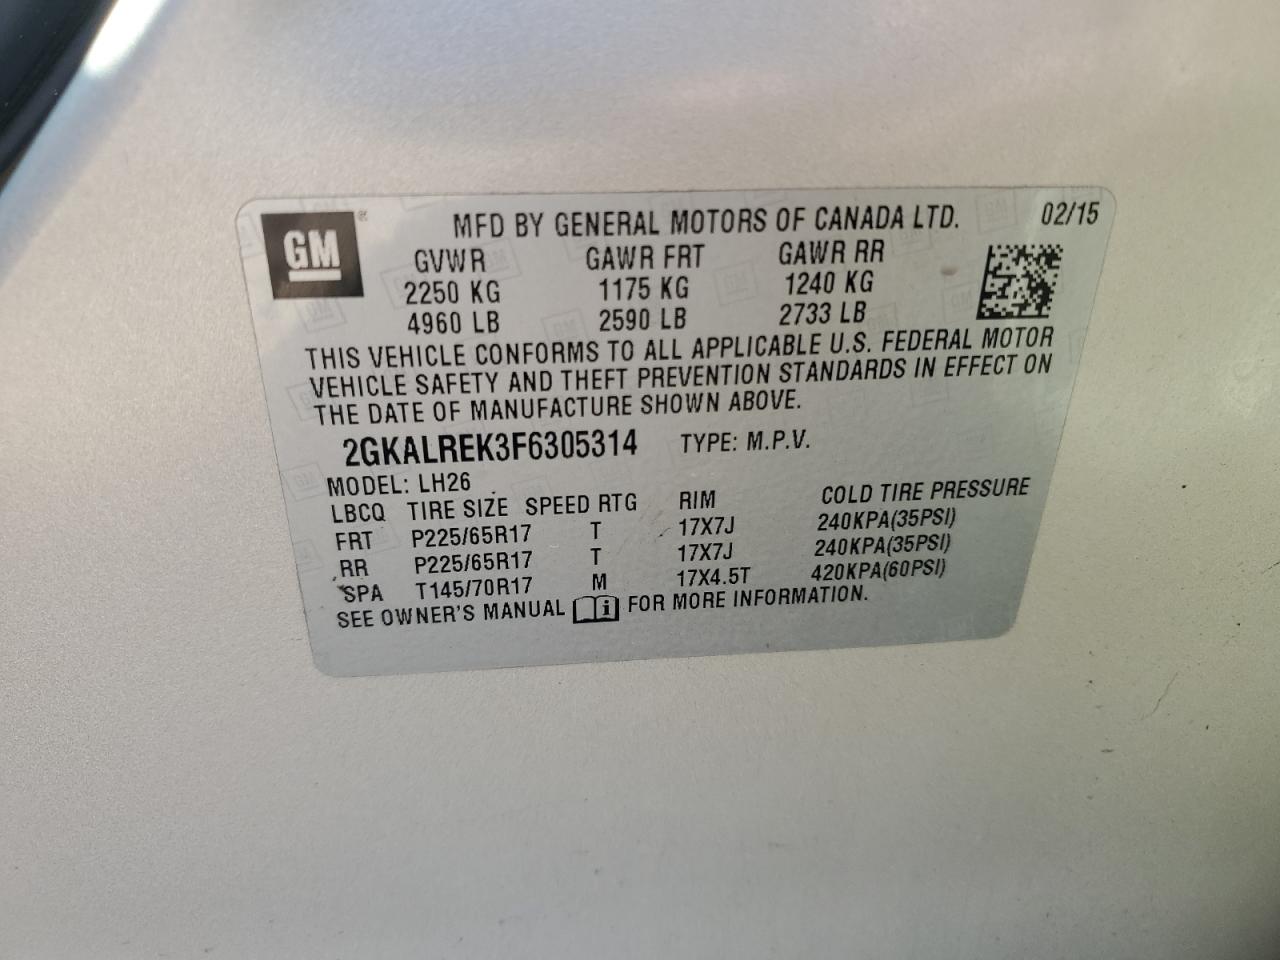 GM ® MFD BY GENERAL MOTORS OF CANADA LTD. 02/15
GVWR GAWR FRT GAWR RR
2250 KG 1175 KG 1240 KG
4960 LB 2590 LB 2733 LB
THIS VEHICLE CONFORMS TO ALL APPLICABLE U.S. FEDERAL MOTOR
VEHICLE SAFETY AND THEFT PREVENTION STANDARDS IN EFFECT ON
THE DATE OF MANUFACTURE SHOWN ABOVE.
2GKALREK3F6305314 TYPE: M.P.V.
MODEL: LH26
LBCQ TIRE SIZE SPEED RTG RIM COLD TIRE PRESSURE
FRT P225/65R17 T 17X7J 240KPA(35PSI)
RR P225/65R17 T 17X7J 240KPA(35PSI)
SPA T145/70R17 M 17X4.5T 420KPA(60PSI)
SEE OWNER'S MANUAL i FOR MORE INFORMATION.